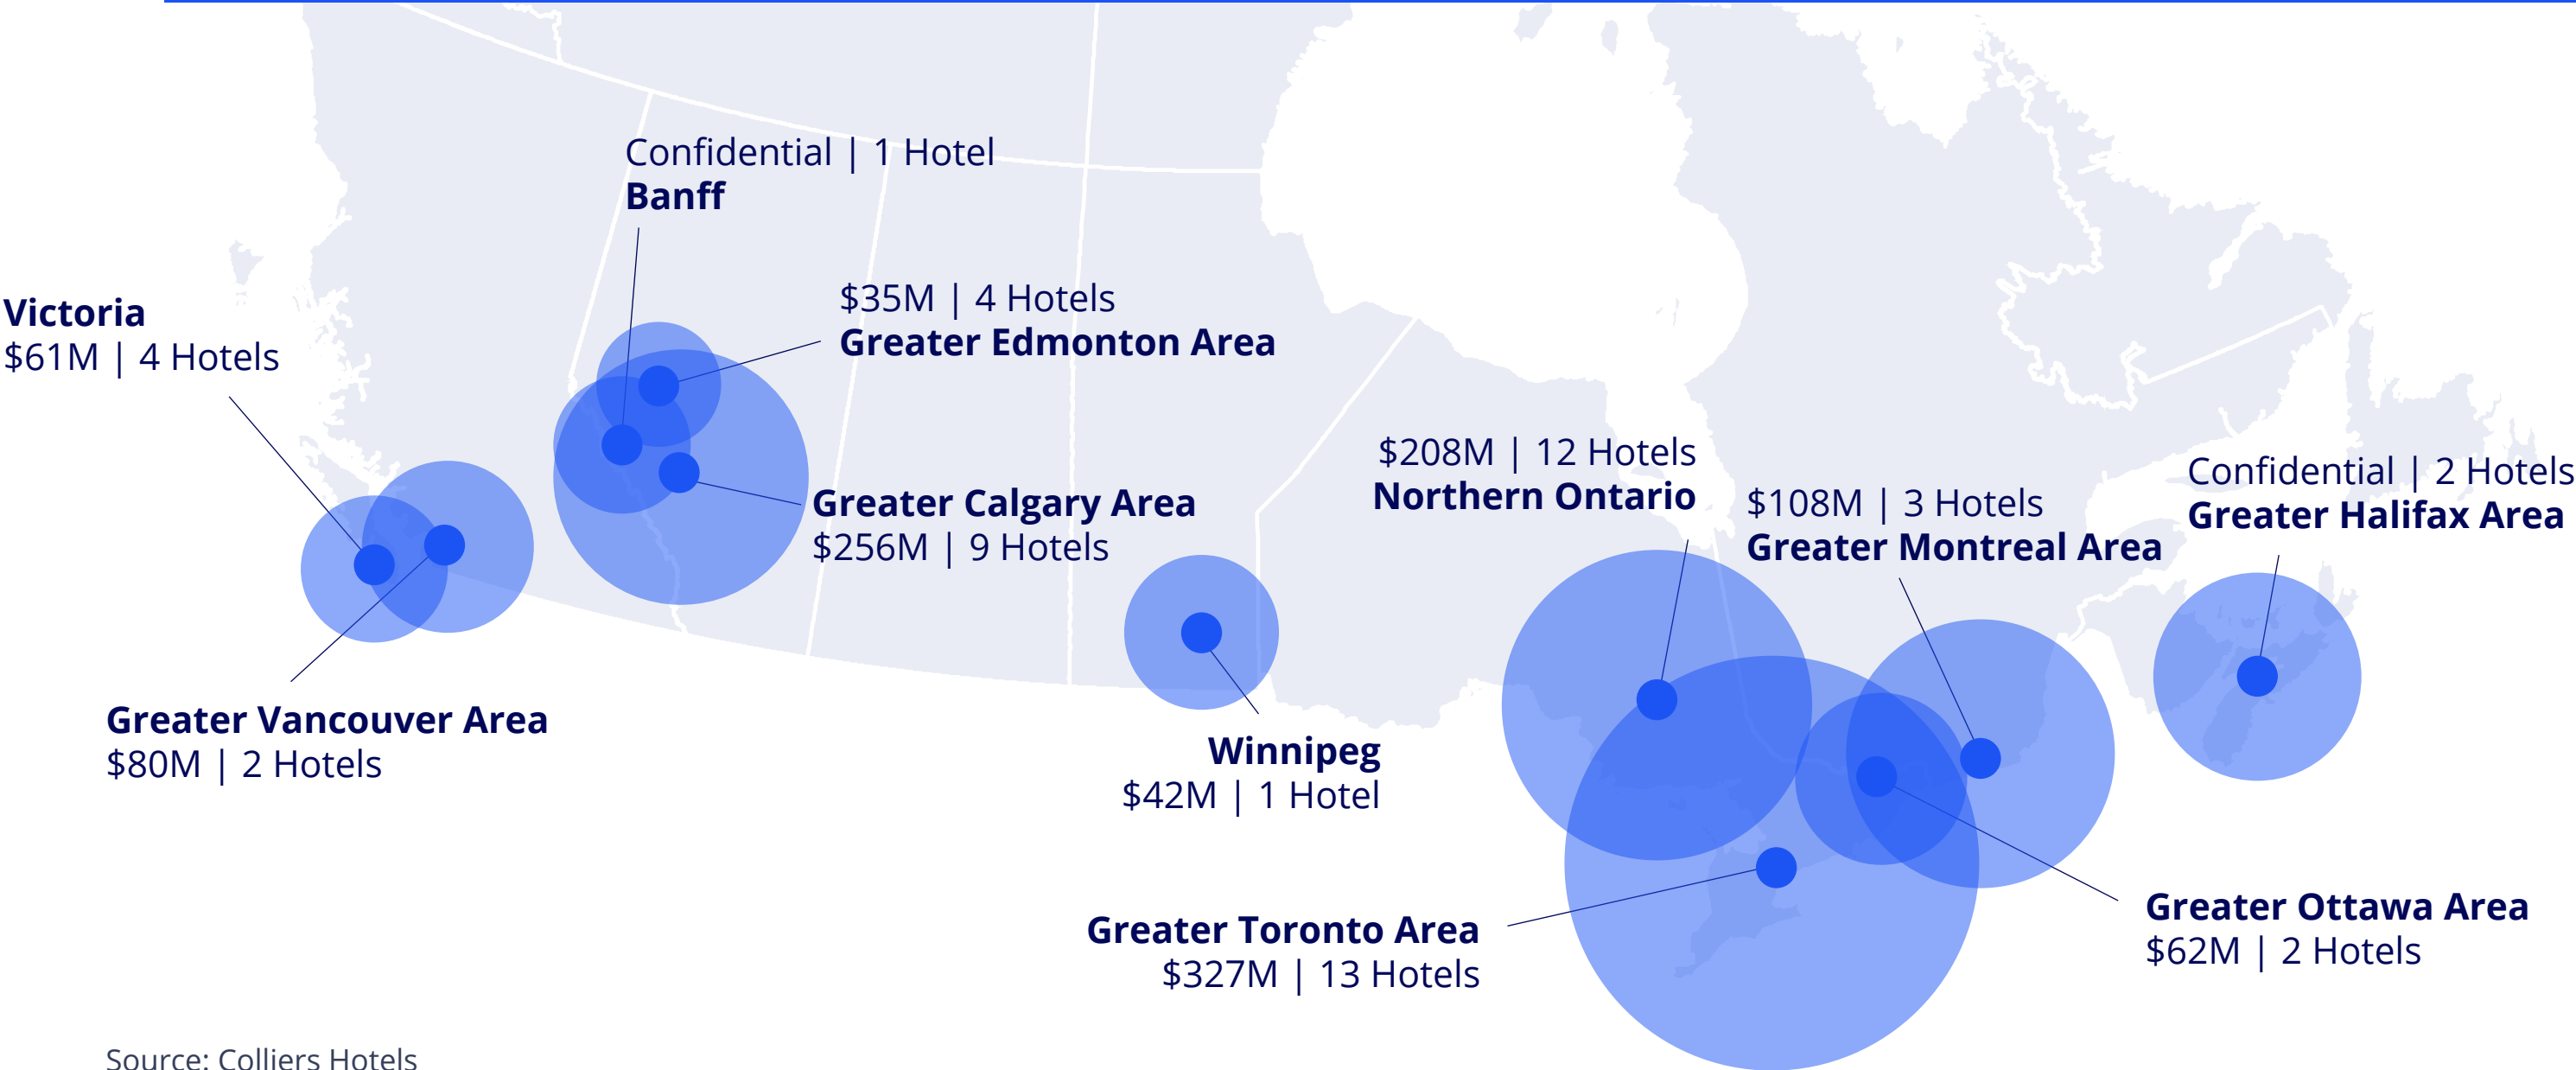 Confidential | 1 Hotel
Banff
$35M | 4 Hotels
Greater Edmonton Area
Victoria
$61M | 4 Hotels
Greater Calgary Area
$256M | 9 Hotels
$208M | 12 Hotels
Northern Ontario
$108M | 3 Hotels
Greater Montreal Area
Confidential | 2 Hotels
Greater Halifax Area
Greater Vancouver Area
$80M | 2 Hotels
Winnipeg
$42M | 1 Hotel
Greater Toronto Area
$327M | 13 Hotels
Greater Ottawa Area
$62M | 2 Hotels
Source: Colliers Hotels